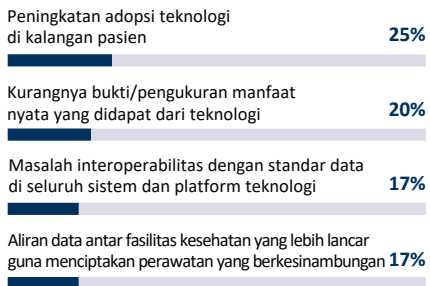 Peningkatan adopsi teknologi
di kalangan pasien 25%
Kurangnya bukti/pengukuran manfaat
nyata yang didapat dari teknologi 20%
Masalah interoperabilitas dengan standar data
di seluruh sistem dan platform teknologi 17%
Aliran data antar fasilitas kesehatan yang lebih lancar
guna menciptakan perawatan yang berkesinambungan 17%